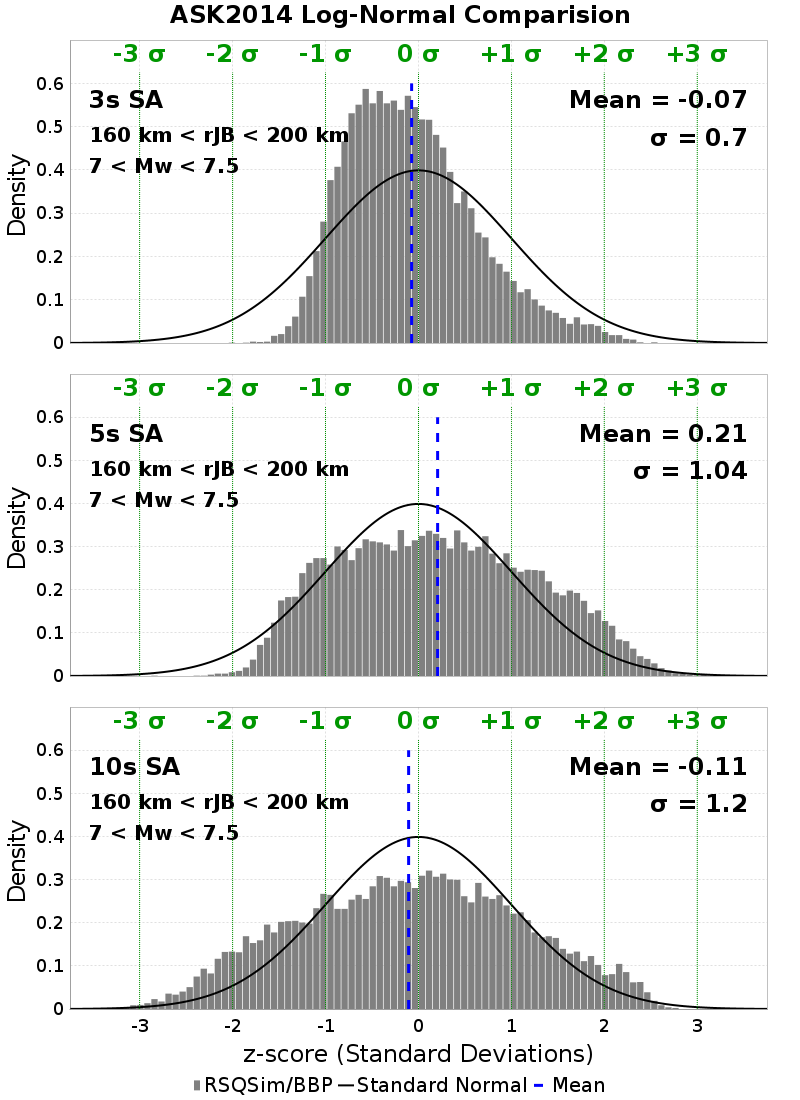 ASK2014 Log-Normal Comparision
-3 σ -2 σ -1 σ 0 σ +1 σ +2 σ +3 σ
0.6
3s SA Mean = -0.07
0.5
160 km < rJB < 200 km σ = 0.7
7 < Mw < 7.5
0.4
Density
0.3
0.2
0.1
0
-3 σ -2 σ -1 σ 0 σ +1 σ +2 σ +3 σ
0.6
5s SA Mean = 0.21
0.5
160 km < rJB < 200 km σ = 1.04
7 < Mw < 7.5
0.4
Density
0.3
0.2
0.1
0
-3 σ -2 σ -1 σ 0 σ +1 σ +2 σ +3 σ
0.6
10s SA Mean = -0.11
0.5
160 km < rJB < 200 km σ = 1.2
7 < Mw < 7.5
0.4
Density
0.3
0.2
0.1
0
-3 -2 -1 0 1 2 3
z-score (Standard Deviations)
RSQSim/BBP Standard Normal Mean